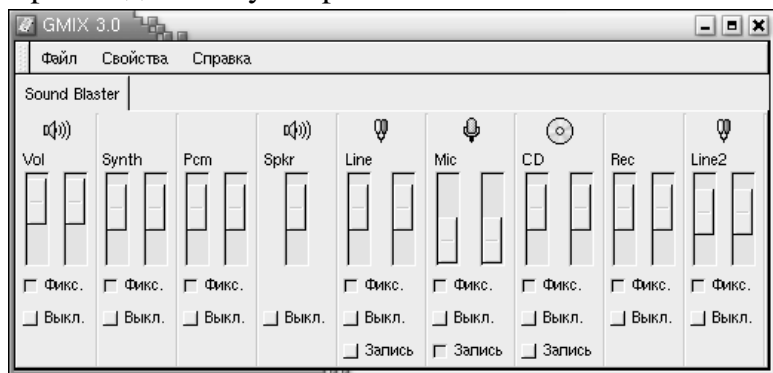 GMIX 3.0
Файл Свойства Справка
Sound Blaster
Vol Synth Pcm Spkr Line Mic CD Rec Line2
Фикс. Фикс. Фикс. Фикс. Фикс. Фикс. Фикс. Фикс.
Выкл. Выкл. Выкл. Выкл. Выкл. Выкл. Выкл. Выкл. Выкл.
Запись Запись Запись